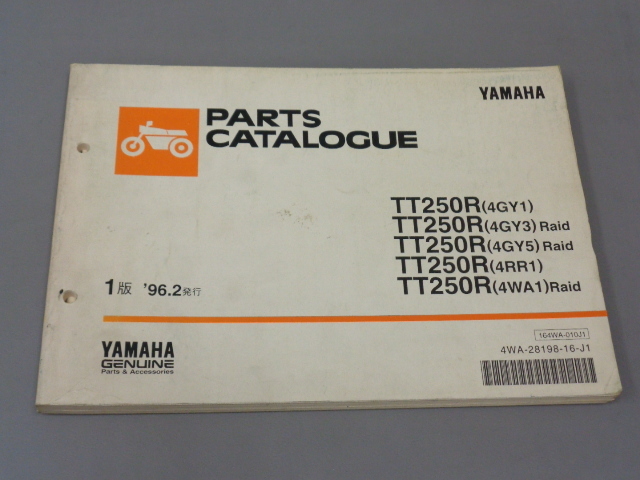 YAMAHA
PARTS
CATALOGUE
TT250R(4GY1)
TT250R(4GY3)Raid
TT250R(4GY5)Raid
TT250R(4RR1)
TT250R(4WA1)Raid
1版 '96.2発行
164WA-010J1
4WA-28198-16-J1
YAMAHA
GENUINE
Parts & Accessories